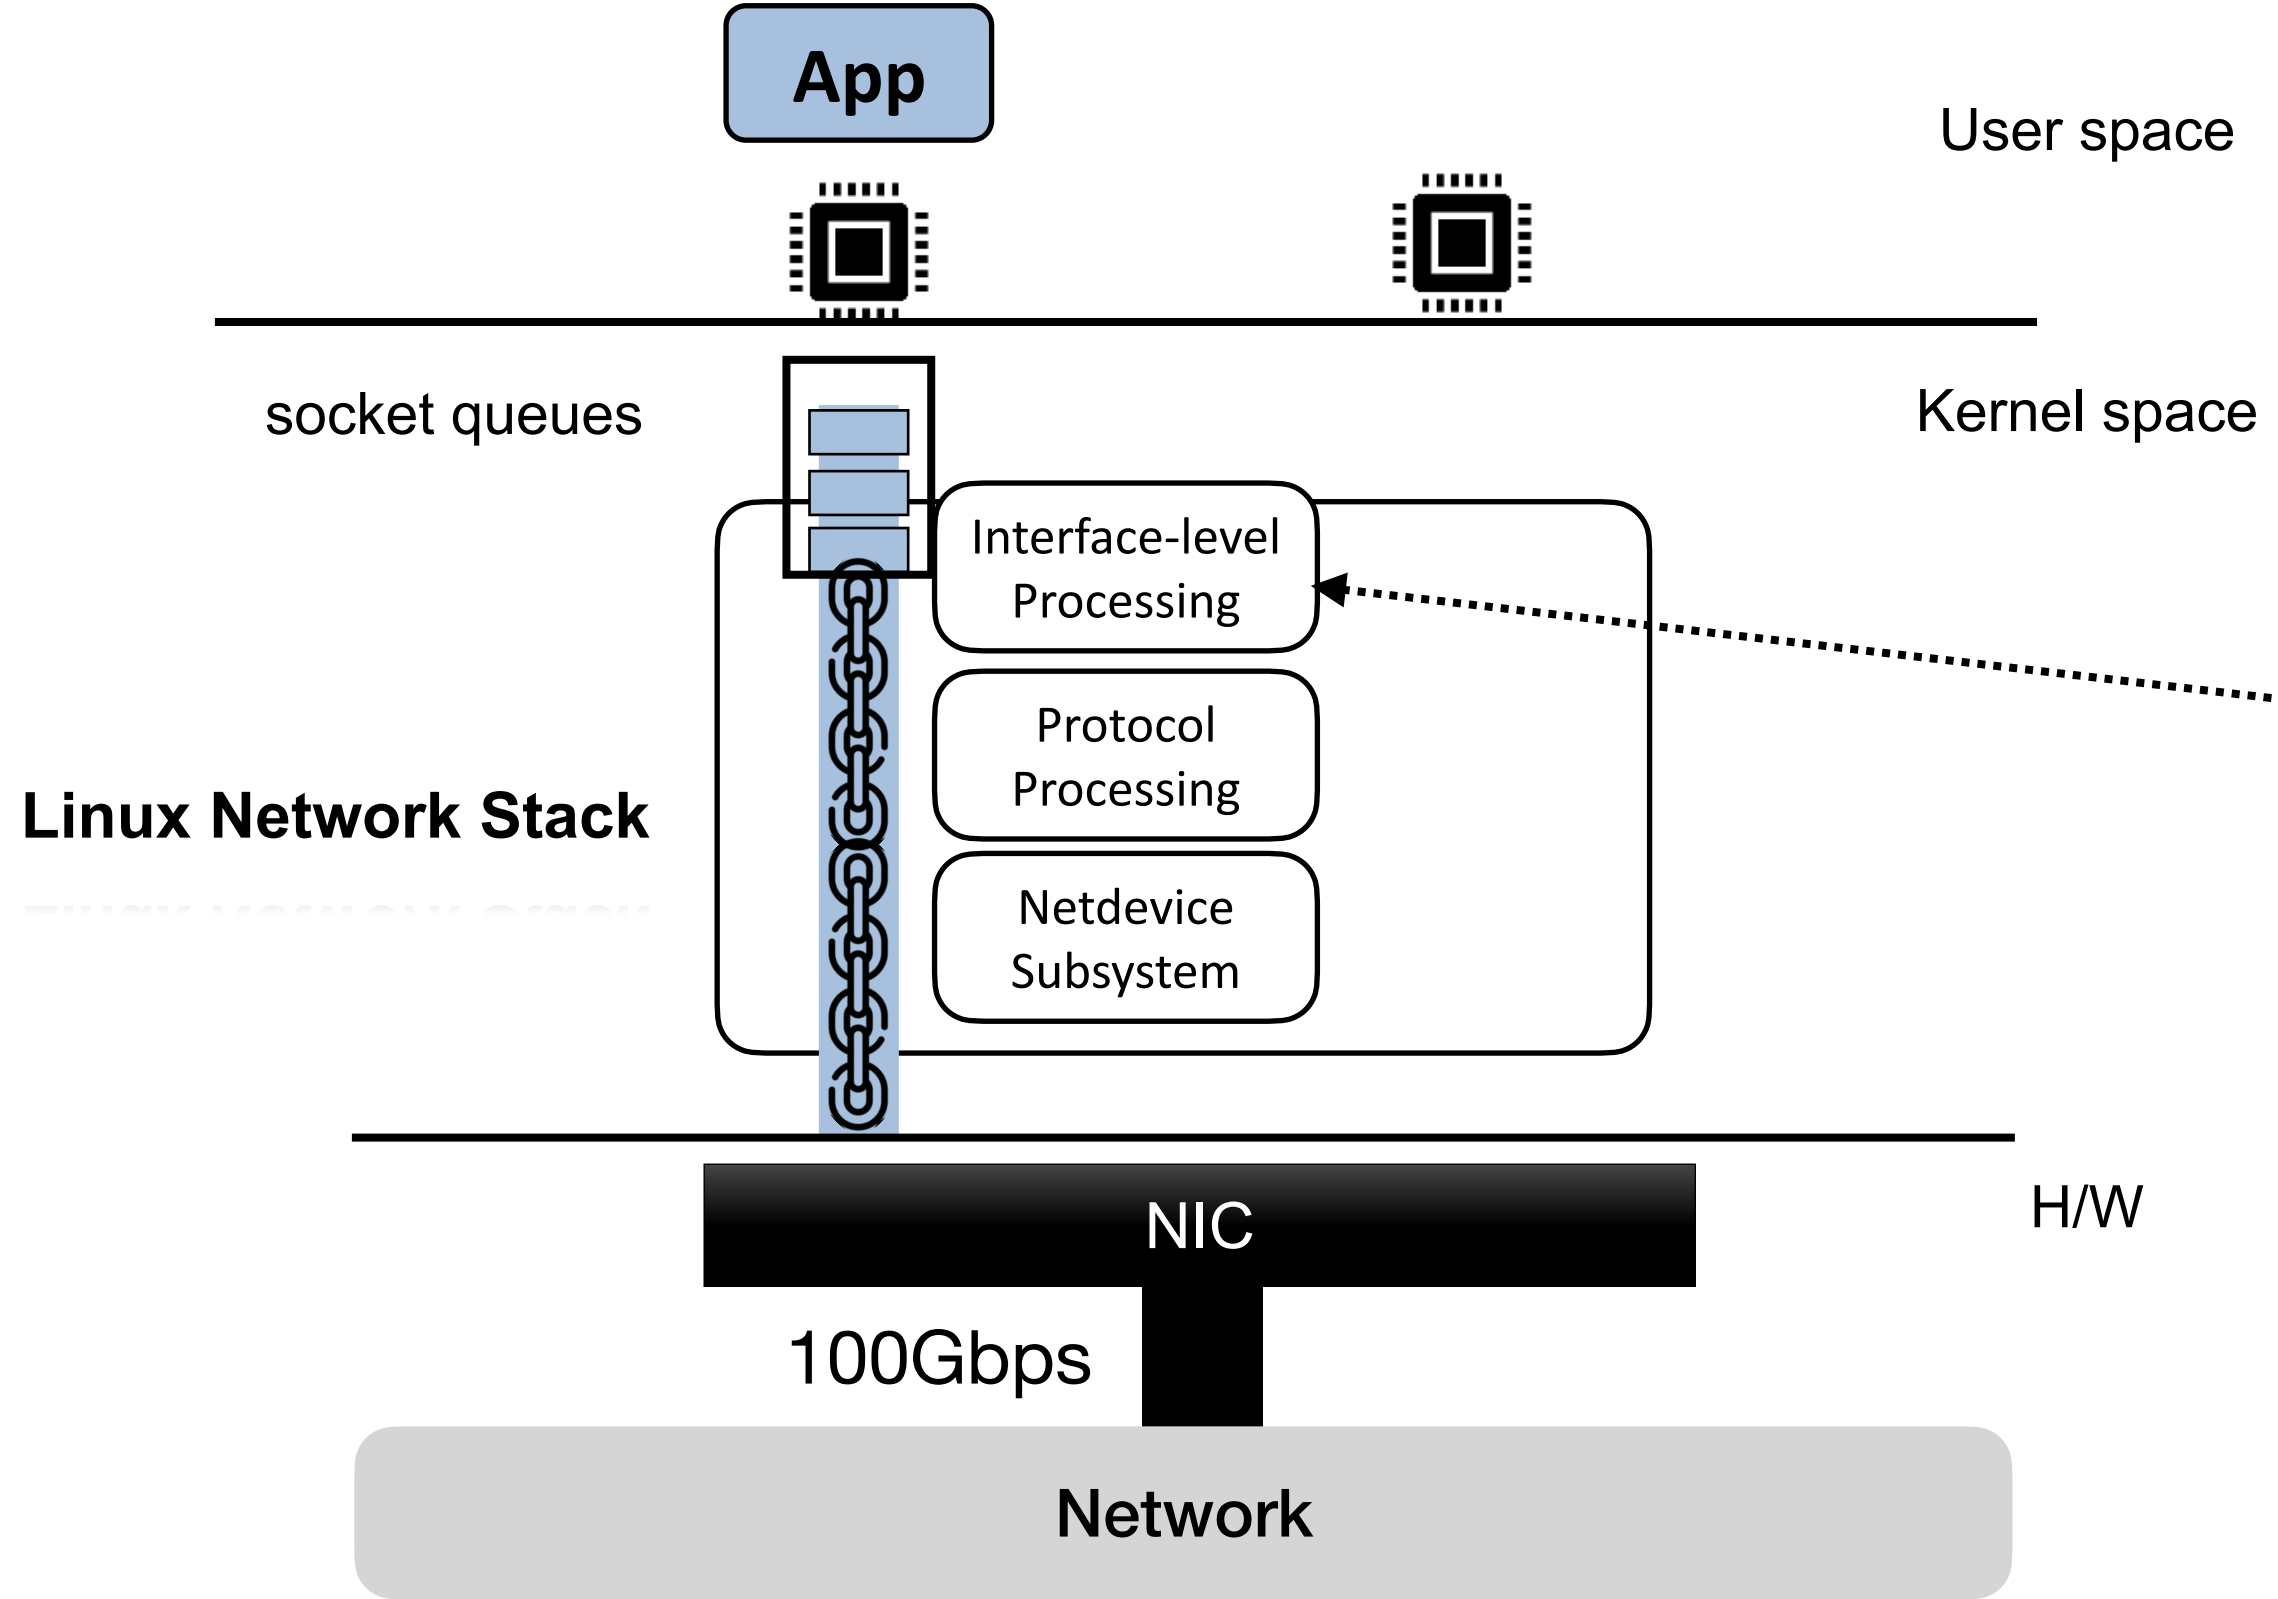 App
User space
socket queues
Kernel space
Interface-level
Processing
Protocol
Processing
Linux Network Stack
Netdevice
Subsystem
NIC
H/W
100Gbps
Network